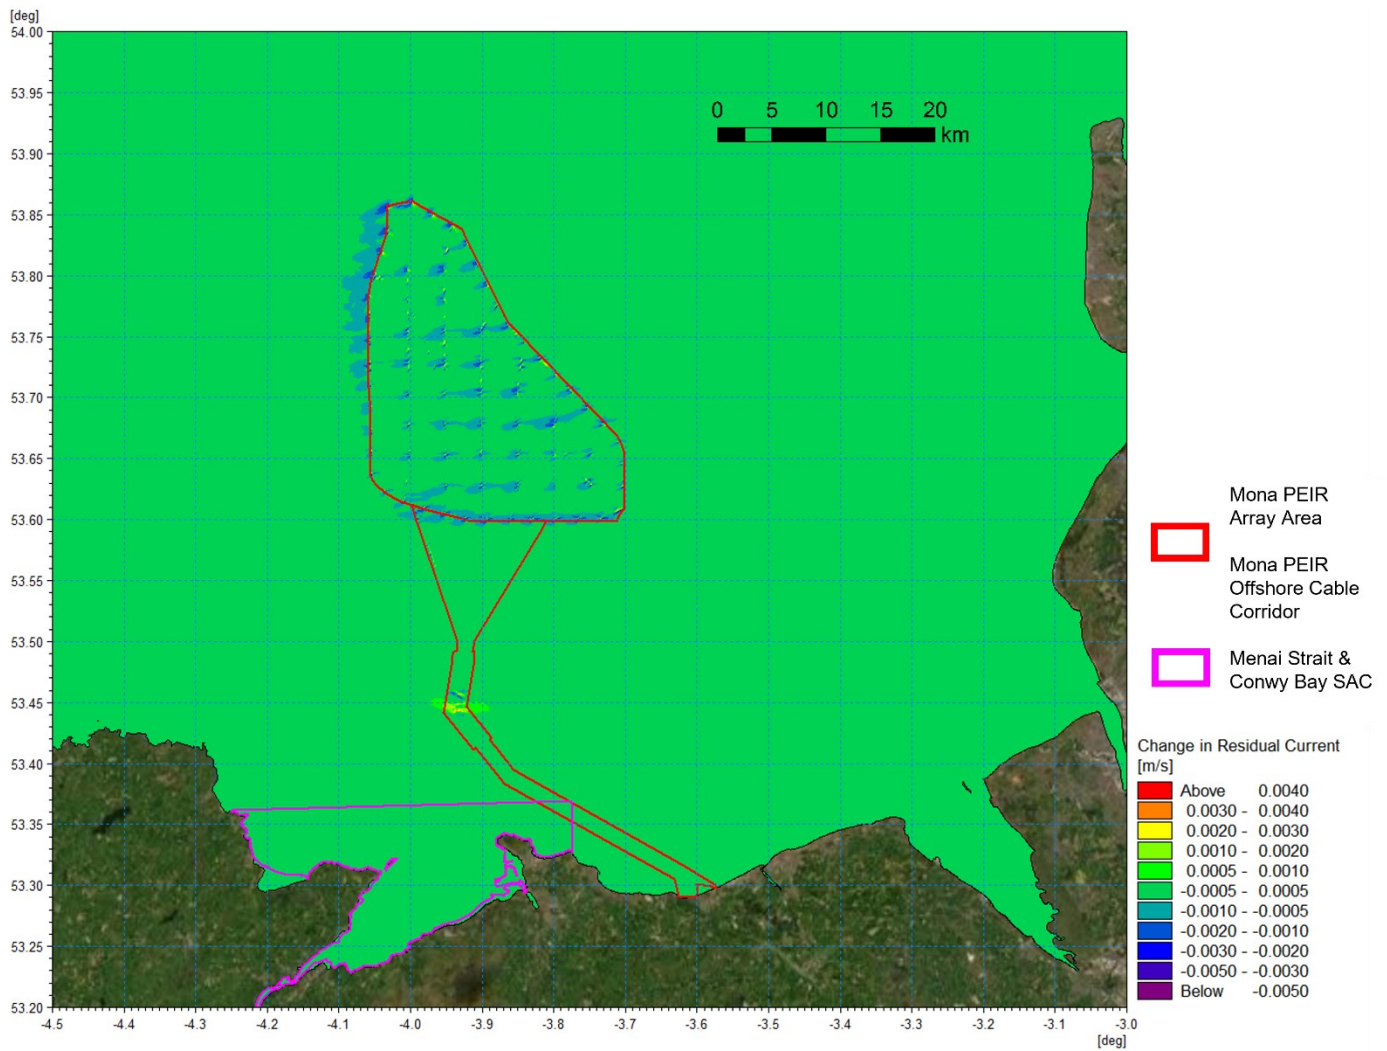 [deg]
54.00
53.95
53.90
53.85
53.80
53.75
53.70
53.65
53.60
53.55
53.50
53.45
53.40
53.35
53.30
53.25
53.20
-4.5 -4.4 -4.3 -4.2 -4.1 -4.0 -3.9 -3.8 -3.7 -3.6 -3.5 -3.4 -3.3 -3.2 -3.1 -3.0
[deg]
0 5 10 15 20
km
Mona PEIR
Array Area
Mona PEIR
Offshore Cable
Corridor
Menai Strait &
Conwy Bay SAC
Change in Residual Current
[m/s]
Above 0.0040
0.0030 - 0.0040
0.0020 - 0.0030
0.0010 - 0.0020
0.0005 - 0.0010
-0.0005 - 0.0005
-0.0010 - -0.0005
-0.0020 - -0.0010
-0.0030 - -0.0020
-0.0050 - -0.0030
Below -0.0050